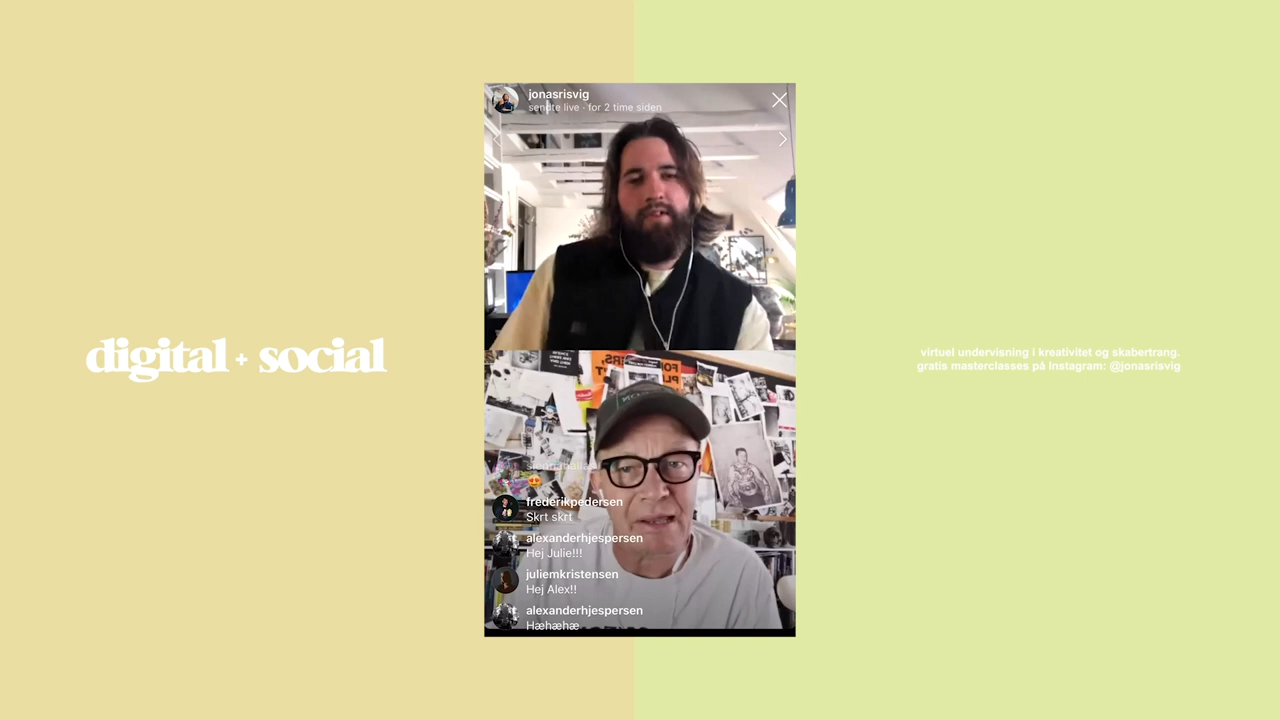 digital + social
jonasrisvig
sendte live · for 2 time siden
frederikpedersen
Skrt skrt
alexanderhjespersen
Hej Julie!!!
juliemkristensen
Hej Alex!!
alexanderhjespersen
Hæhæhæ
virtuel undervisning i kreativitet og skabertrang.
gratis masterclasses på Instagram: @jonasrisvig